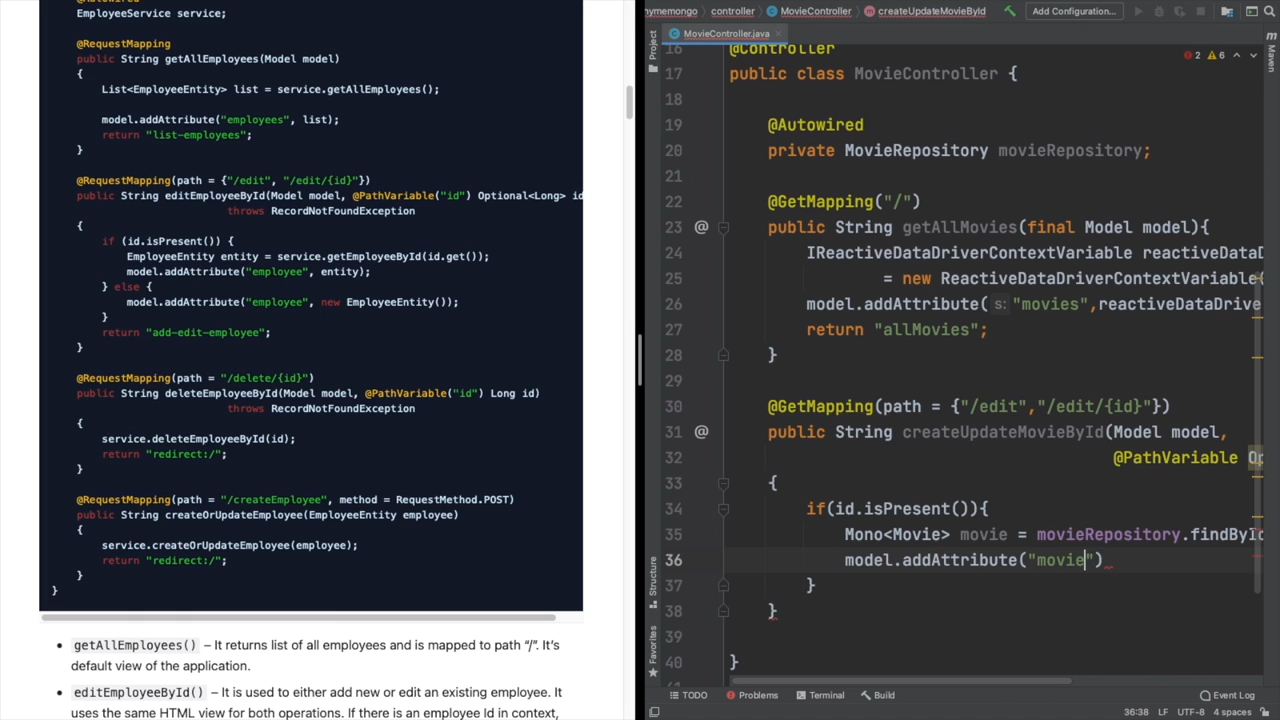 EmployeeService service;
@RequestMapping
public String getAllEmployees(Model model)
{
List<EmployeeEntity> list = service.getAllEmployees();
model.addAttribute("employees", list);
return "list-employees";
}
@RequestMapping(path = {"/edit", "/edit/{id}"})
public String editEmployeeById(Model model, @PathVariable("id") Optional<Long> id
throws RecordNotFoundException
{
if (id.isPresent()) {
EmployeeEntity entity = service.getEmployeeById(id.get());
model.addAttribute("employee", entity);
} else {
model.addAttribute("employee", new EmployeeEntity());
}
return "add-edit-employee";
}
@RequestMapping(path = "/delete/{id}")
public String deleteEmployeeById(Model model, @PathVariable("id") Long id)
throws RecordNotFoundException
{
service.deleteEmployeeById(id);
return "redirect:/";
}
@RequestMapping(path = "/createEmployee", method = RequestMethod.POST)
public String createOrUpdateEmployee(EmployeeEntity employee)
{
service.createOrUpdateEmployee(employee);
return "redirect:/";
}
}
• getAllEmployees() – It returns list of all employees and is mapped to path “/”. It’s
default view of the application.
• editEmployeeById() – It is used to either add new or edit an existing employee. It
uses the same HTML view for both operations. If there is an employee Id in context,
nymemongo controller MovieController createUpdateMovieById Add Configuration...
MovieController.java
Project
Structure
Favorites
Maven
2 6
16 @Controller
17 public class MovieController {
18
19 @Autowired
20 private MovieRepository movieRepository;
21
22 @GetMapping("/")
23 @ public String getAllMovies(final Model model){
24 IReactiveDataDriverContextVariable reactiveDataD
25 = new ReactiveDataDriverContextVariable(
26 model.addAttribute( s: "movies",reactiveDataDrive
27 return "allMovies";
28 }
29
30 @GetMapping(path = {"/edit","/edit/{id}"})
31 @ public String createUpdateMovieById(Model model,
32 @PathVariable Op
33 {
34 if(id.isPresent()){
35 Mono<Movie> movie = movieRepository.findById
36 model.addAttribute("movie")
37 }
38 }
39
40 }
TODO Problems Terminal Build Event Log
36:38 LF UTF-8 4 spaces